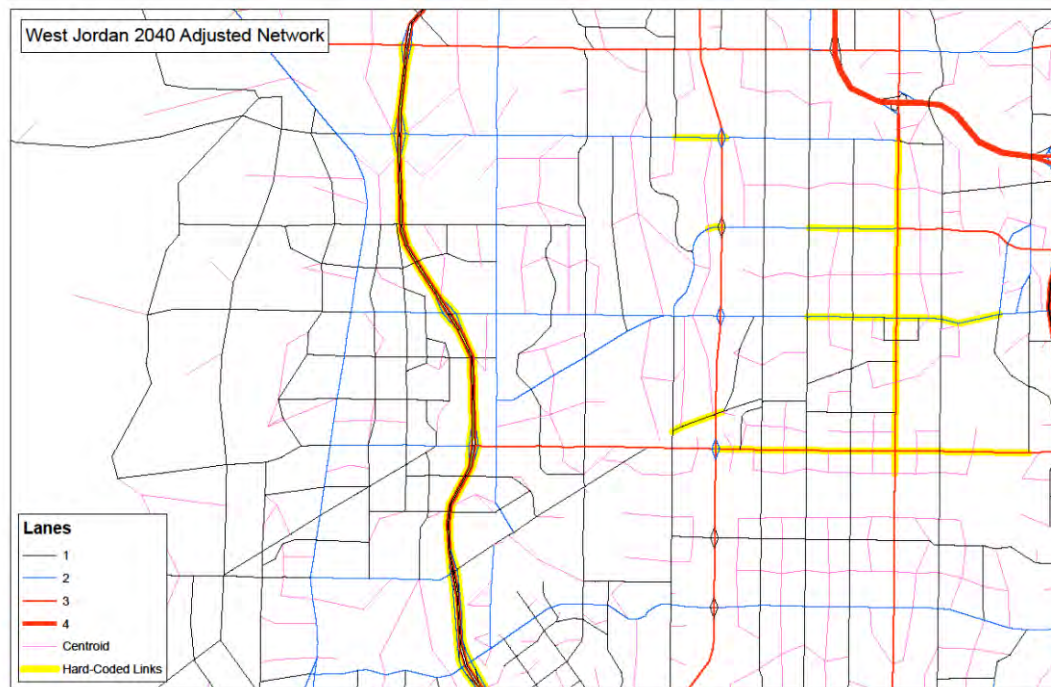 West Jordan 2040 Adjusted Network
Lanes
1
2
3
4
Centroid
Hard-Coded Links